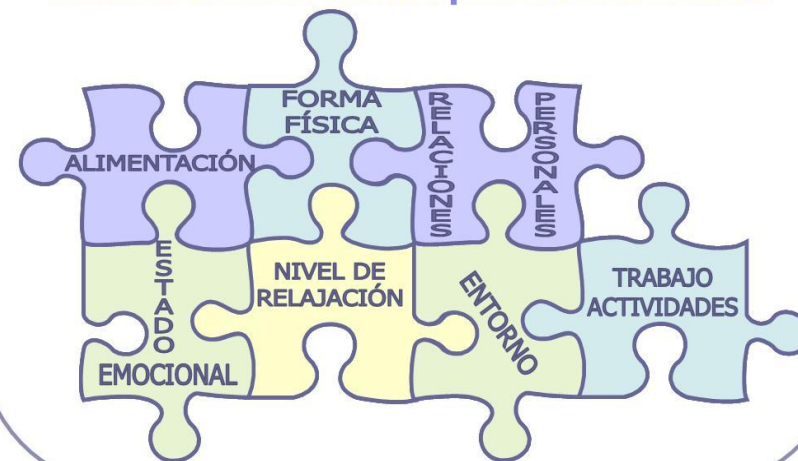 FORMA
FÍSICA
ALIMENTACIÓN
RELACIONES
PERSONALES
ESTADO
EMOCIONAL
NIVEL DE
RELAJACIÓN
ENTORNO
TRABAJO
ACTIVIDADES